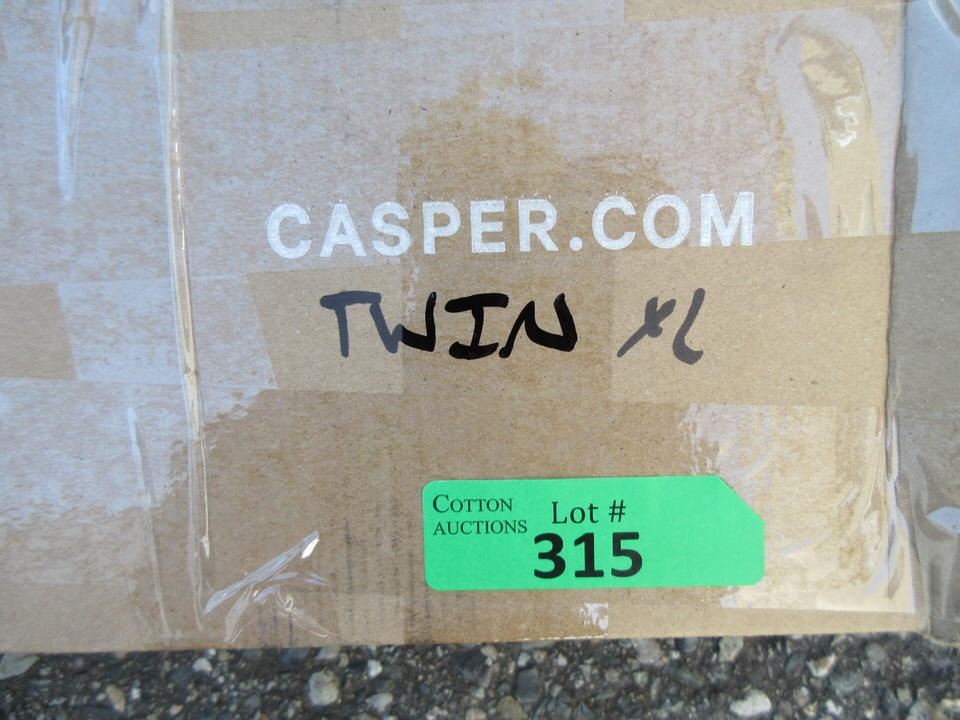 CASPER.COM
TWIN XL
COTTON
AUCTIONS
Lot #
315